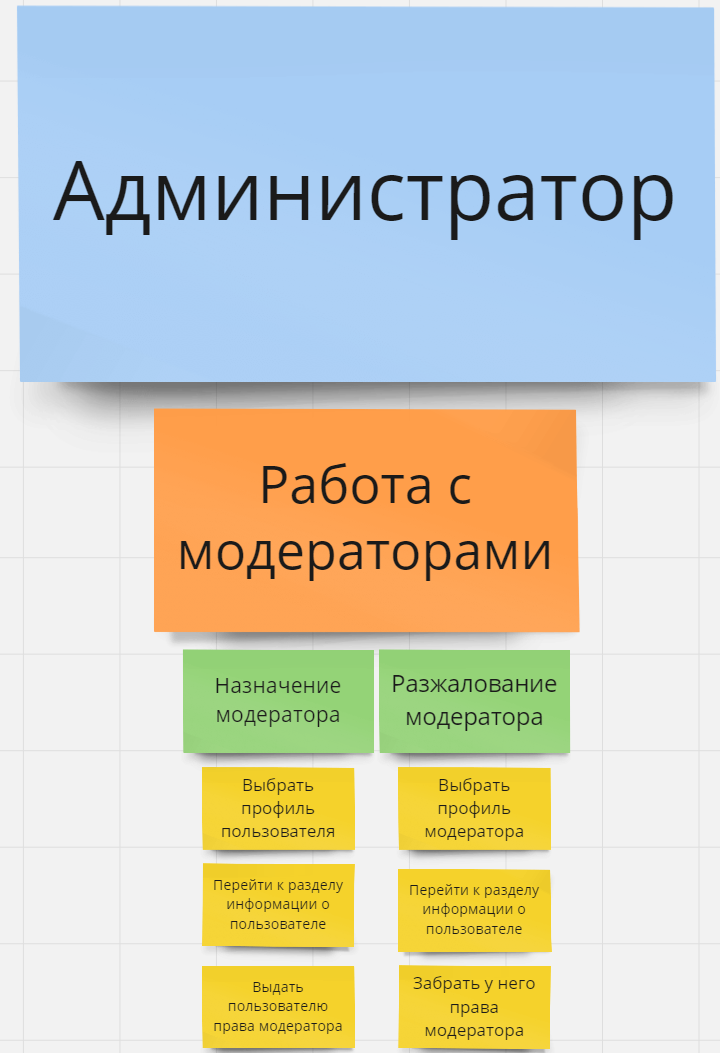 Администратор
Работа с
модераторами
Назначение
модератора
Разжалование
модератора
Выбрать
профиль
пользователя
Выбрать
профиль
модератора
Перейти к разделу
информации о
пользователе
Перейти к разделу
информации о
пользователе
Выдать
пользователю
права модератора
Забрать у него
права
модератора